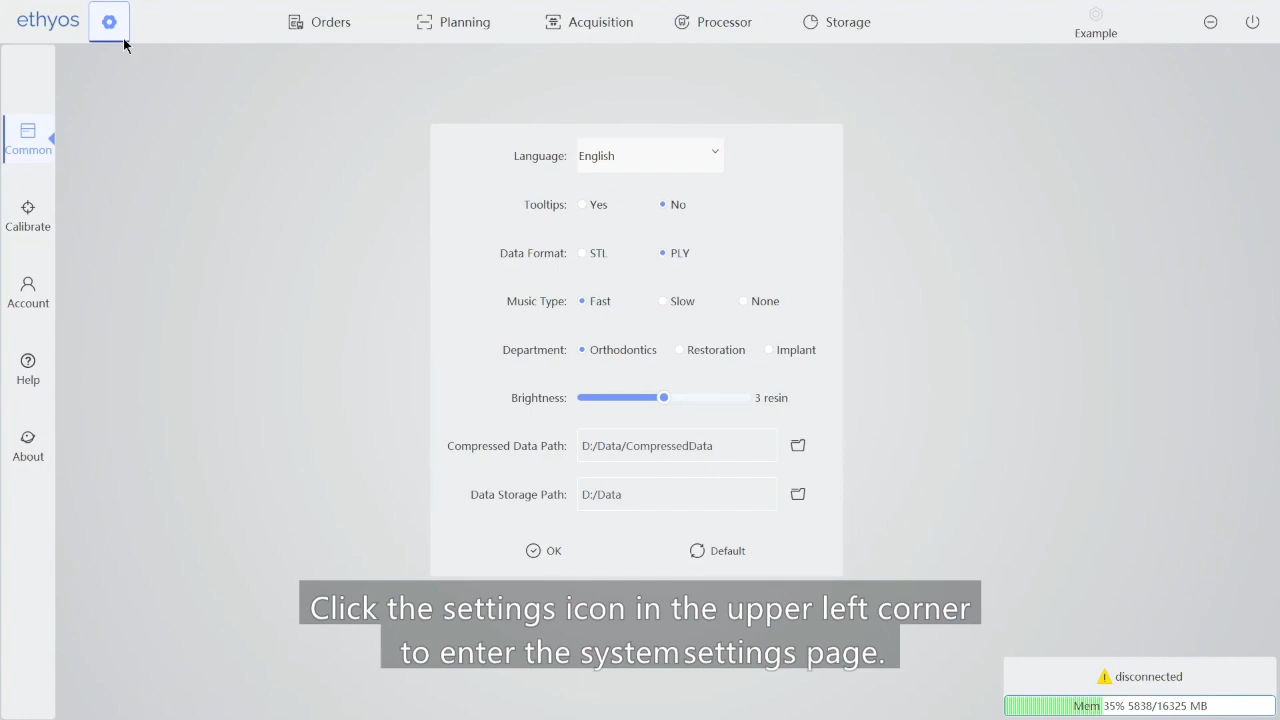 ethyos
Orders
Planning
Acquisition
Processor
Storage
Example
Common
Calibrate
Account
Help
About
Language: English
Tooltips: Yes No
Data Format: STL PLY
Music Type: Fast Slow None
Department: Orthodontics Restoration Implant
Brightness: 3 resin
Compressed Data Path: D:/Data/CompressedData
Data Storage Path: D:/Data
OK Default
Click the settings icon in the upper left corner
to enter the system settings page.
disconnected
Mem 35% 5838/16325 MB